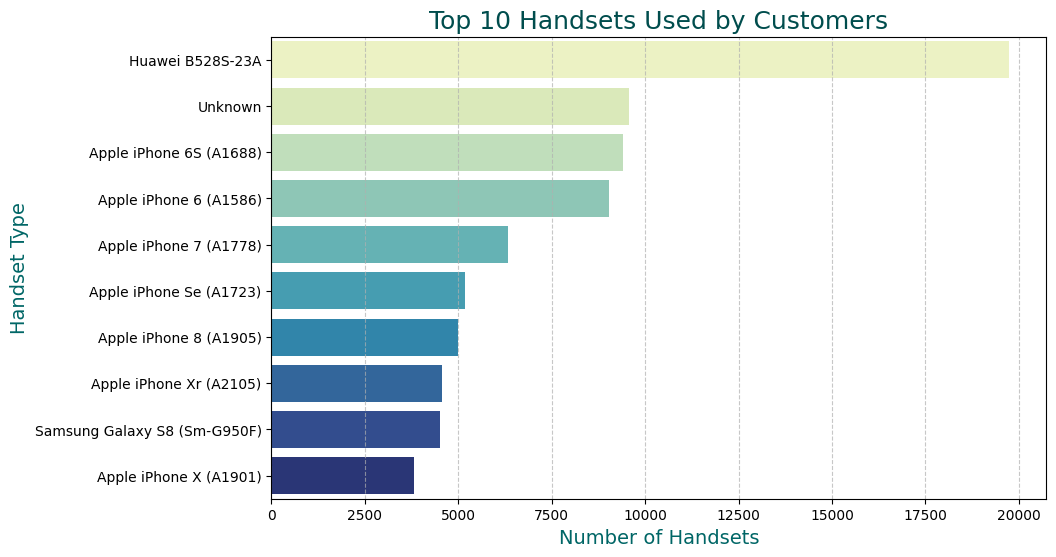 Top 10 Handsets Used by Customers
Handset Type
Huawei B528S-23A
Unknown
Apple iPhone 6S (A1688)
Apple iPhone 6 (A1586)
Apple iPhone 7 (A1778)
Apple iPhone Se (A1723)
Apple iPhone 8 (A1905)
Apple iPhone Xr (A2105)
Samsung Galaxy S8 (Sm-G950F)
Apple iPhone X (A1901)
0 2500 5000 7500 10000 12500 15000 17500 20000
Number of Handsets